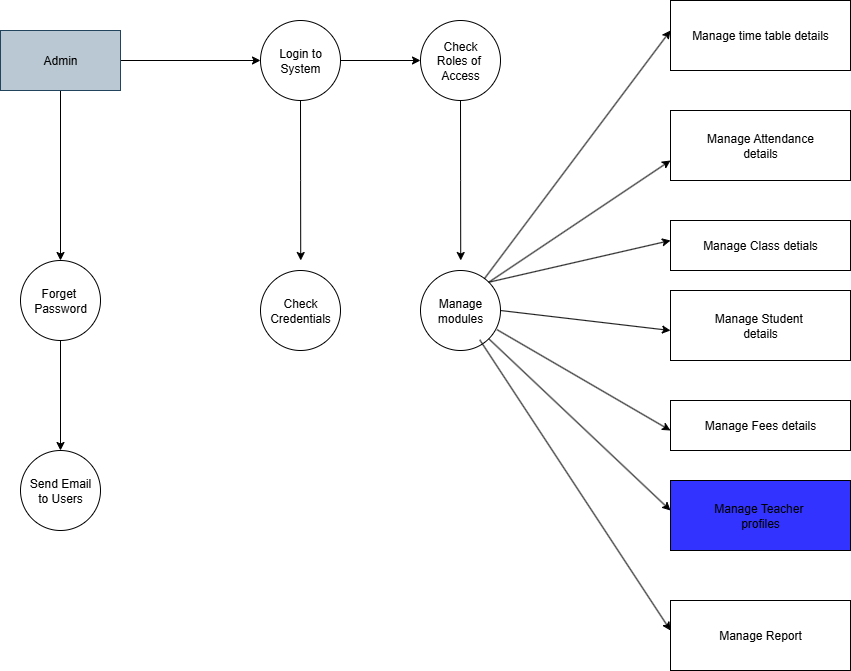 Admin
Login to
System
Check
Roles of
Access
Manage time table details
Manage Attendance
details
Manage Class detials
Forget
Password
Check
Credentials
Manage
modules
Manage Student
details
Manage Fees details
Send Email
to Users
Manage Teacher
profiles
Manage Report